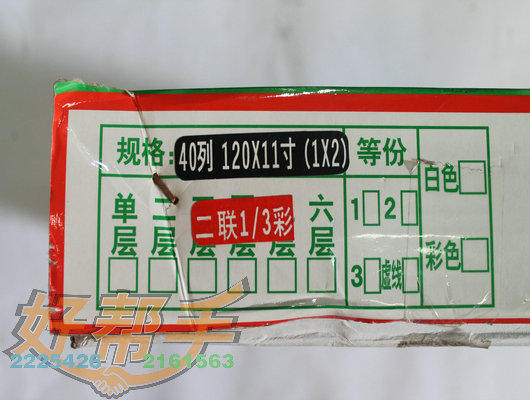 规格: 40列 120X11寸 (1X2) 等份 白色
单层 二层 六层 1 2
二联1/3彩
3 虚线 彩色
好帮手
2225426 2161563